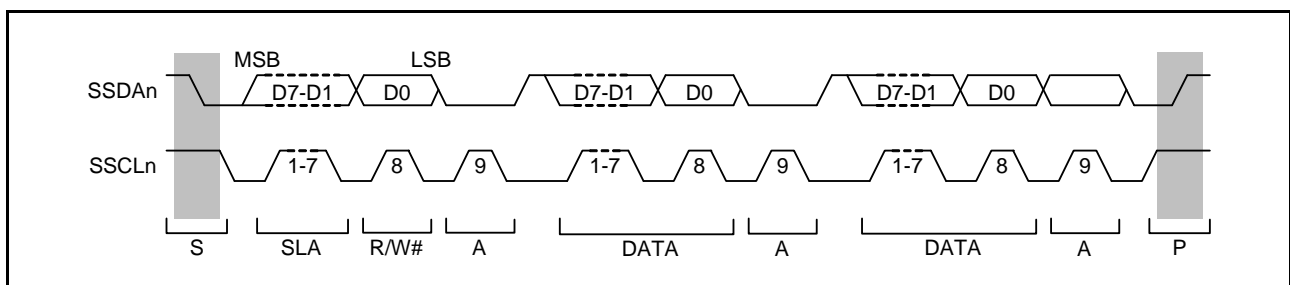 MSB LSB
SSDAn D7-D1 D0 D7-D1 D0 D7-D1 D0
SSCLn 1-7 8 9 1-7 8 9 1-7 8 9
S SLA R/W# A DATA A DATA A P